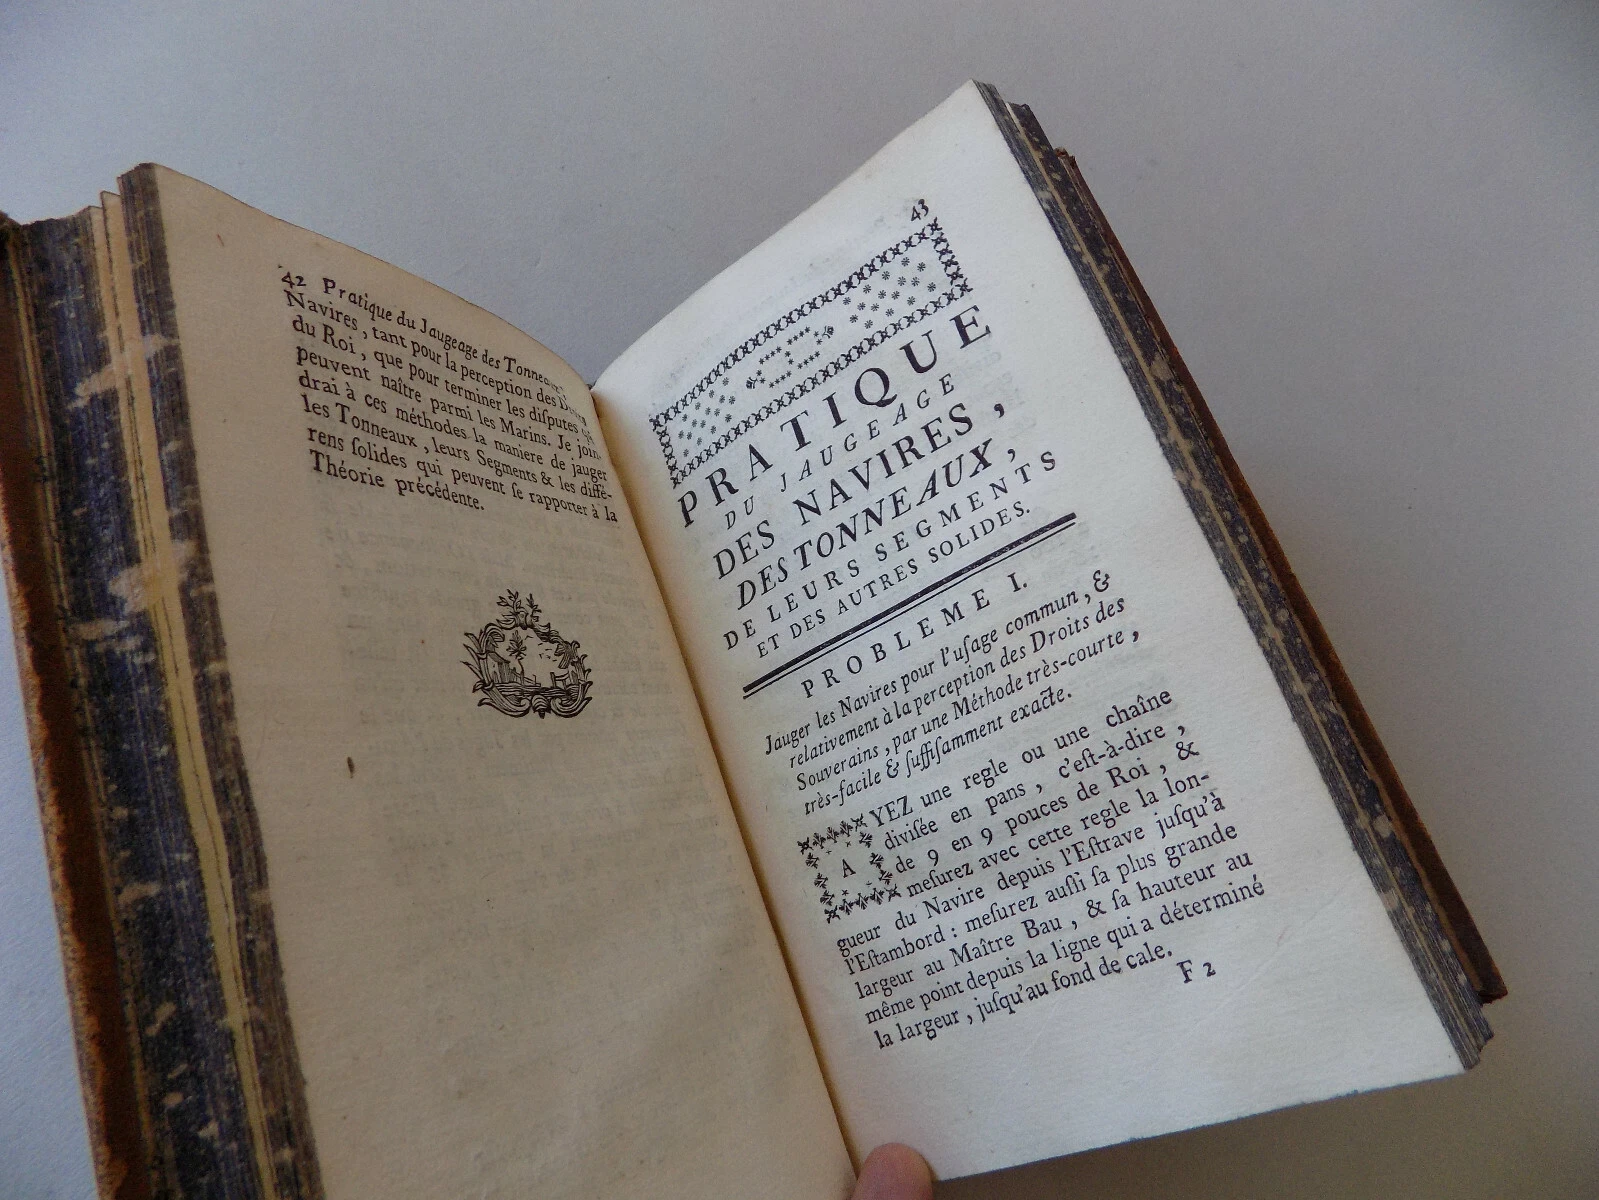 42 Pratique du Jaugeage des Tonneaux
Navires, tant pour la perception des Droits
du Roi, que pour terminer les disputes qui
peuvent naître parmi les Marins. Je join-
drai à ces méthodes la maniere de jauger
les Tonneaux, leurs Segments & les diffé-
rens ſolides qui peuvent ſe rapporter à la
Théorie précédente.
43
PRATIQUE
DU JAUGEAGE
DES NAVIRES,
DES TONNEAUX,
DE LEURS SEGMENTS
ET DES AUTRES SOLIDES.
PROBLEME I.
Jauger les Navires pour l'uſage commun, &
relativement à la perception des Droits des
Souverains, par une Méthode très-courte,
très-facile & ſuffiſamment exacte.
AYEZ une regle ou une chaîne
diviſée en pans, c'eſt-à-dire,
de 9 en 9 pouces de Roi, &
meſurez avec cette regle la lon-
gueur du Navire depuis l'Eſtrave juſqu'à
l'Eſtambord : meſurez auſſi ſa plus grande
largeur au Maître Bau, & ſa hauteur au
même point depuis la ligne qui a déterminé
la largeur, juſqu'au fond de cale.
F 2